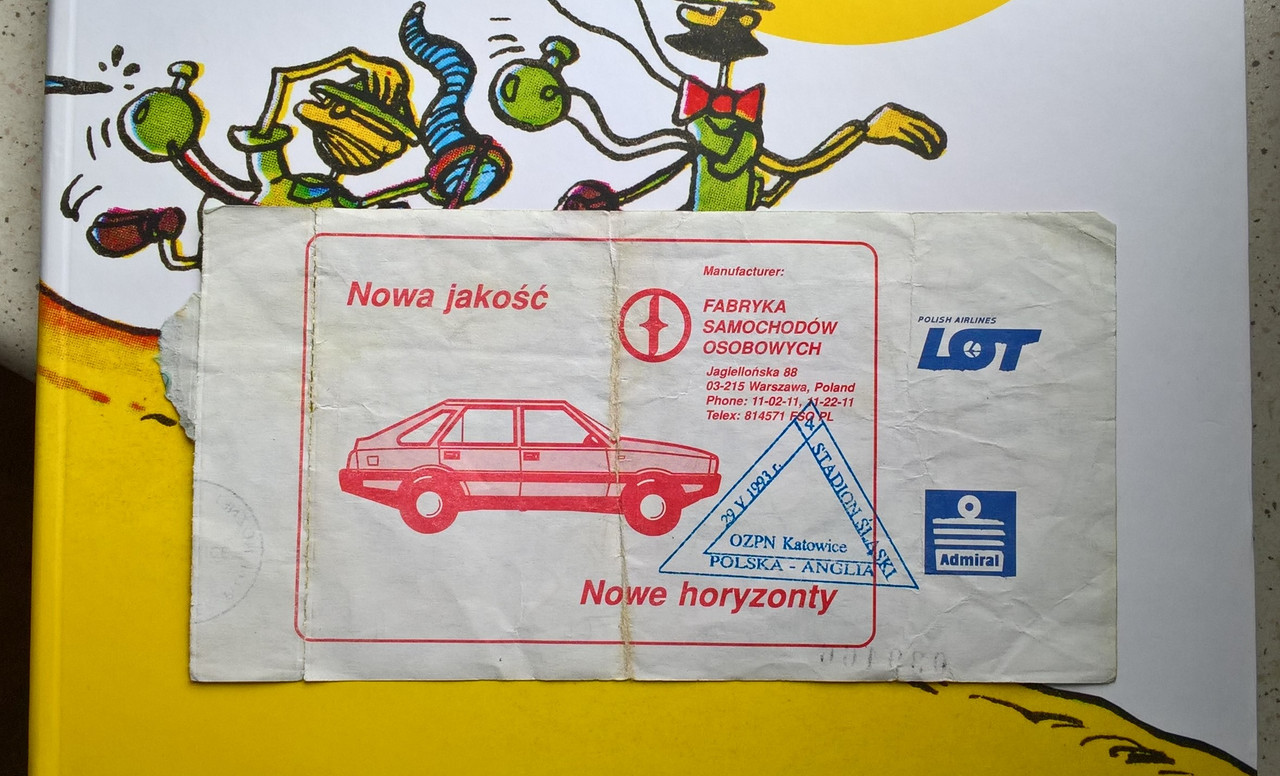 Nowa jakość
Manufacturer:
FABRYKA
SAMOCHODÓW
OSOBOWYCH
Jagiellońska 88
03-215 Warszawa, Poland
Phone: 11-02-11, 11-22-11
Telex: 814571 FSO PL
POLISH AIRLINES
LOT
4
29 V 1993 r.
STADION ŚLĄSKI
OZPN Katowice
POLSKA - ANGLIA
Admiral
Nowe horyzonty